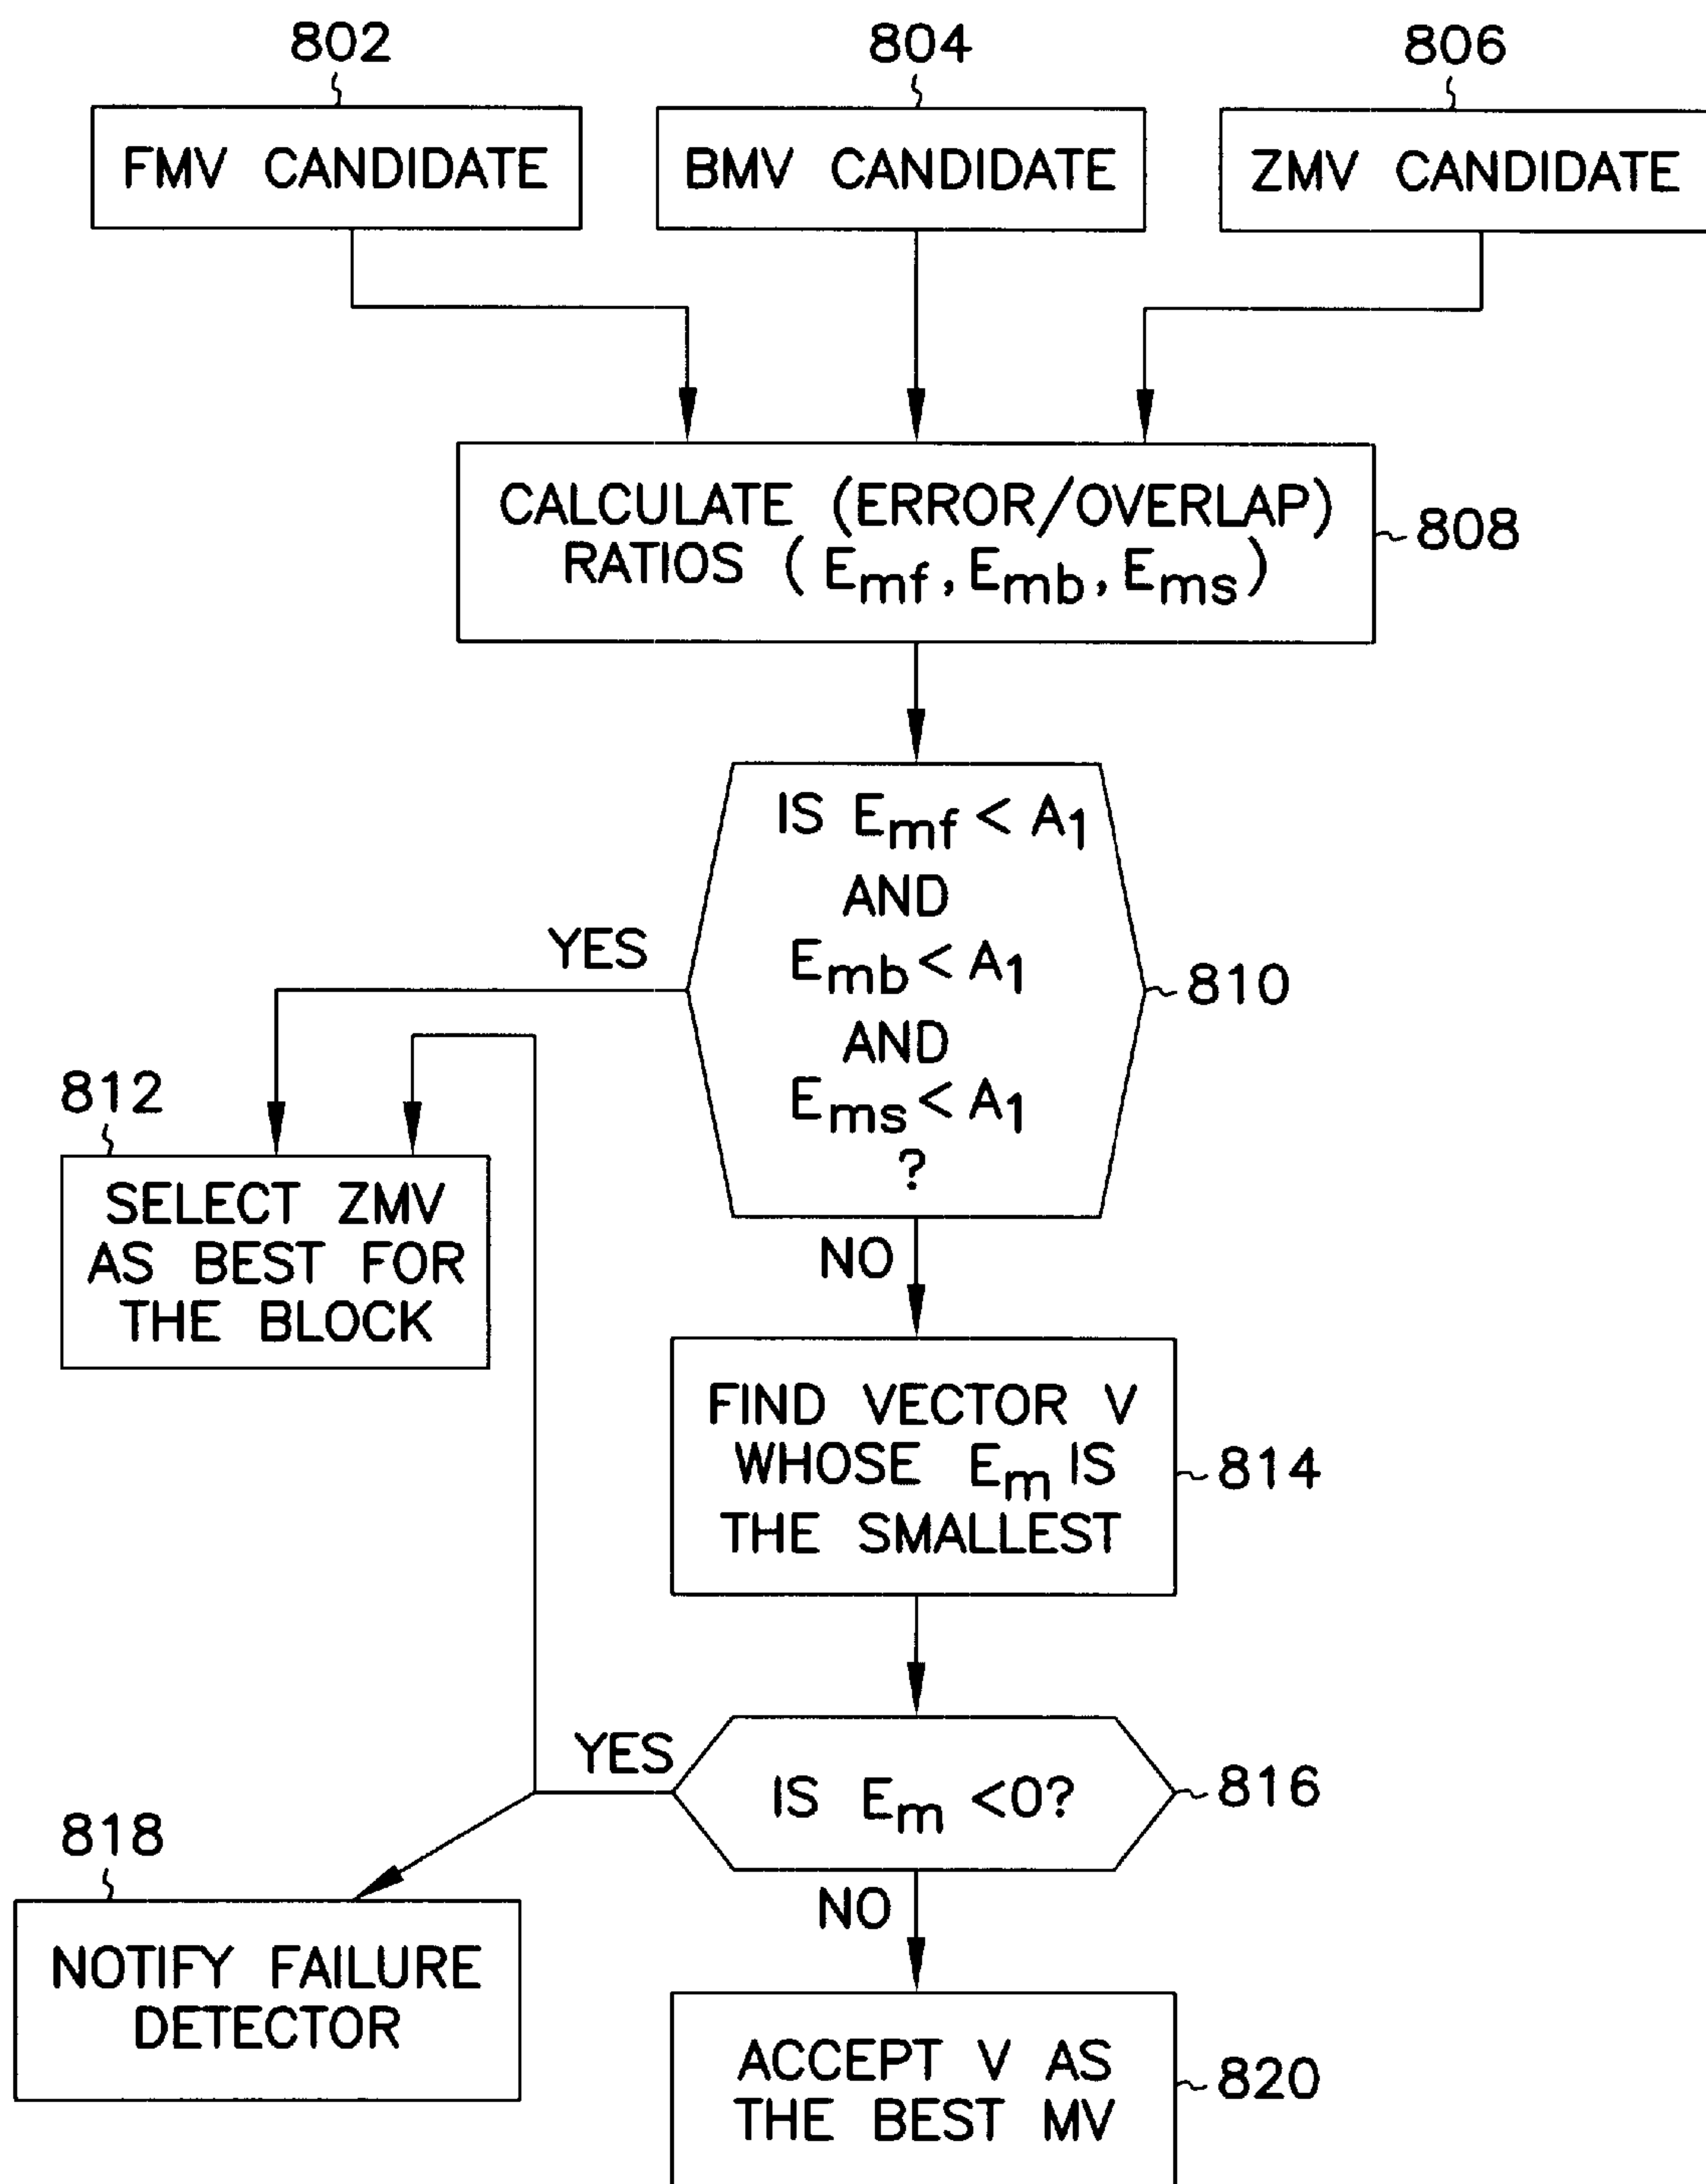 802
804
806
FMV CANDIDATE
BMV CANDIDATE
ZMV CANDIDATE
CALCULATE (ERROR/OVERLAP)
RATIOS (Emf, Emb, Ems)
808
IS Emf < A1
AND
Emb < A1
AND
Ems < A1
?
810
YES
812
SELECT ZMV
AS BEST FOR
THE BLOCK
NO
FIND VECTOR V
WHOSE Em IS
THE SMALLEST
814
YES
IS Em <0?
816
818
NOTIFY FAILURE
DETECTOR
NO
ACCEPT V AS
THE BEST MV
820